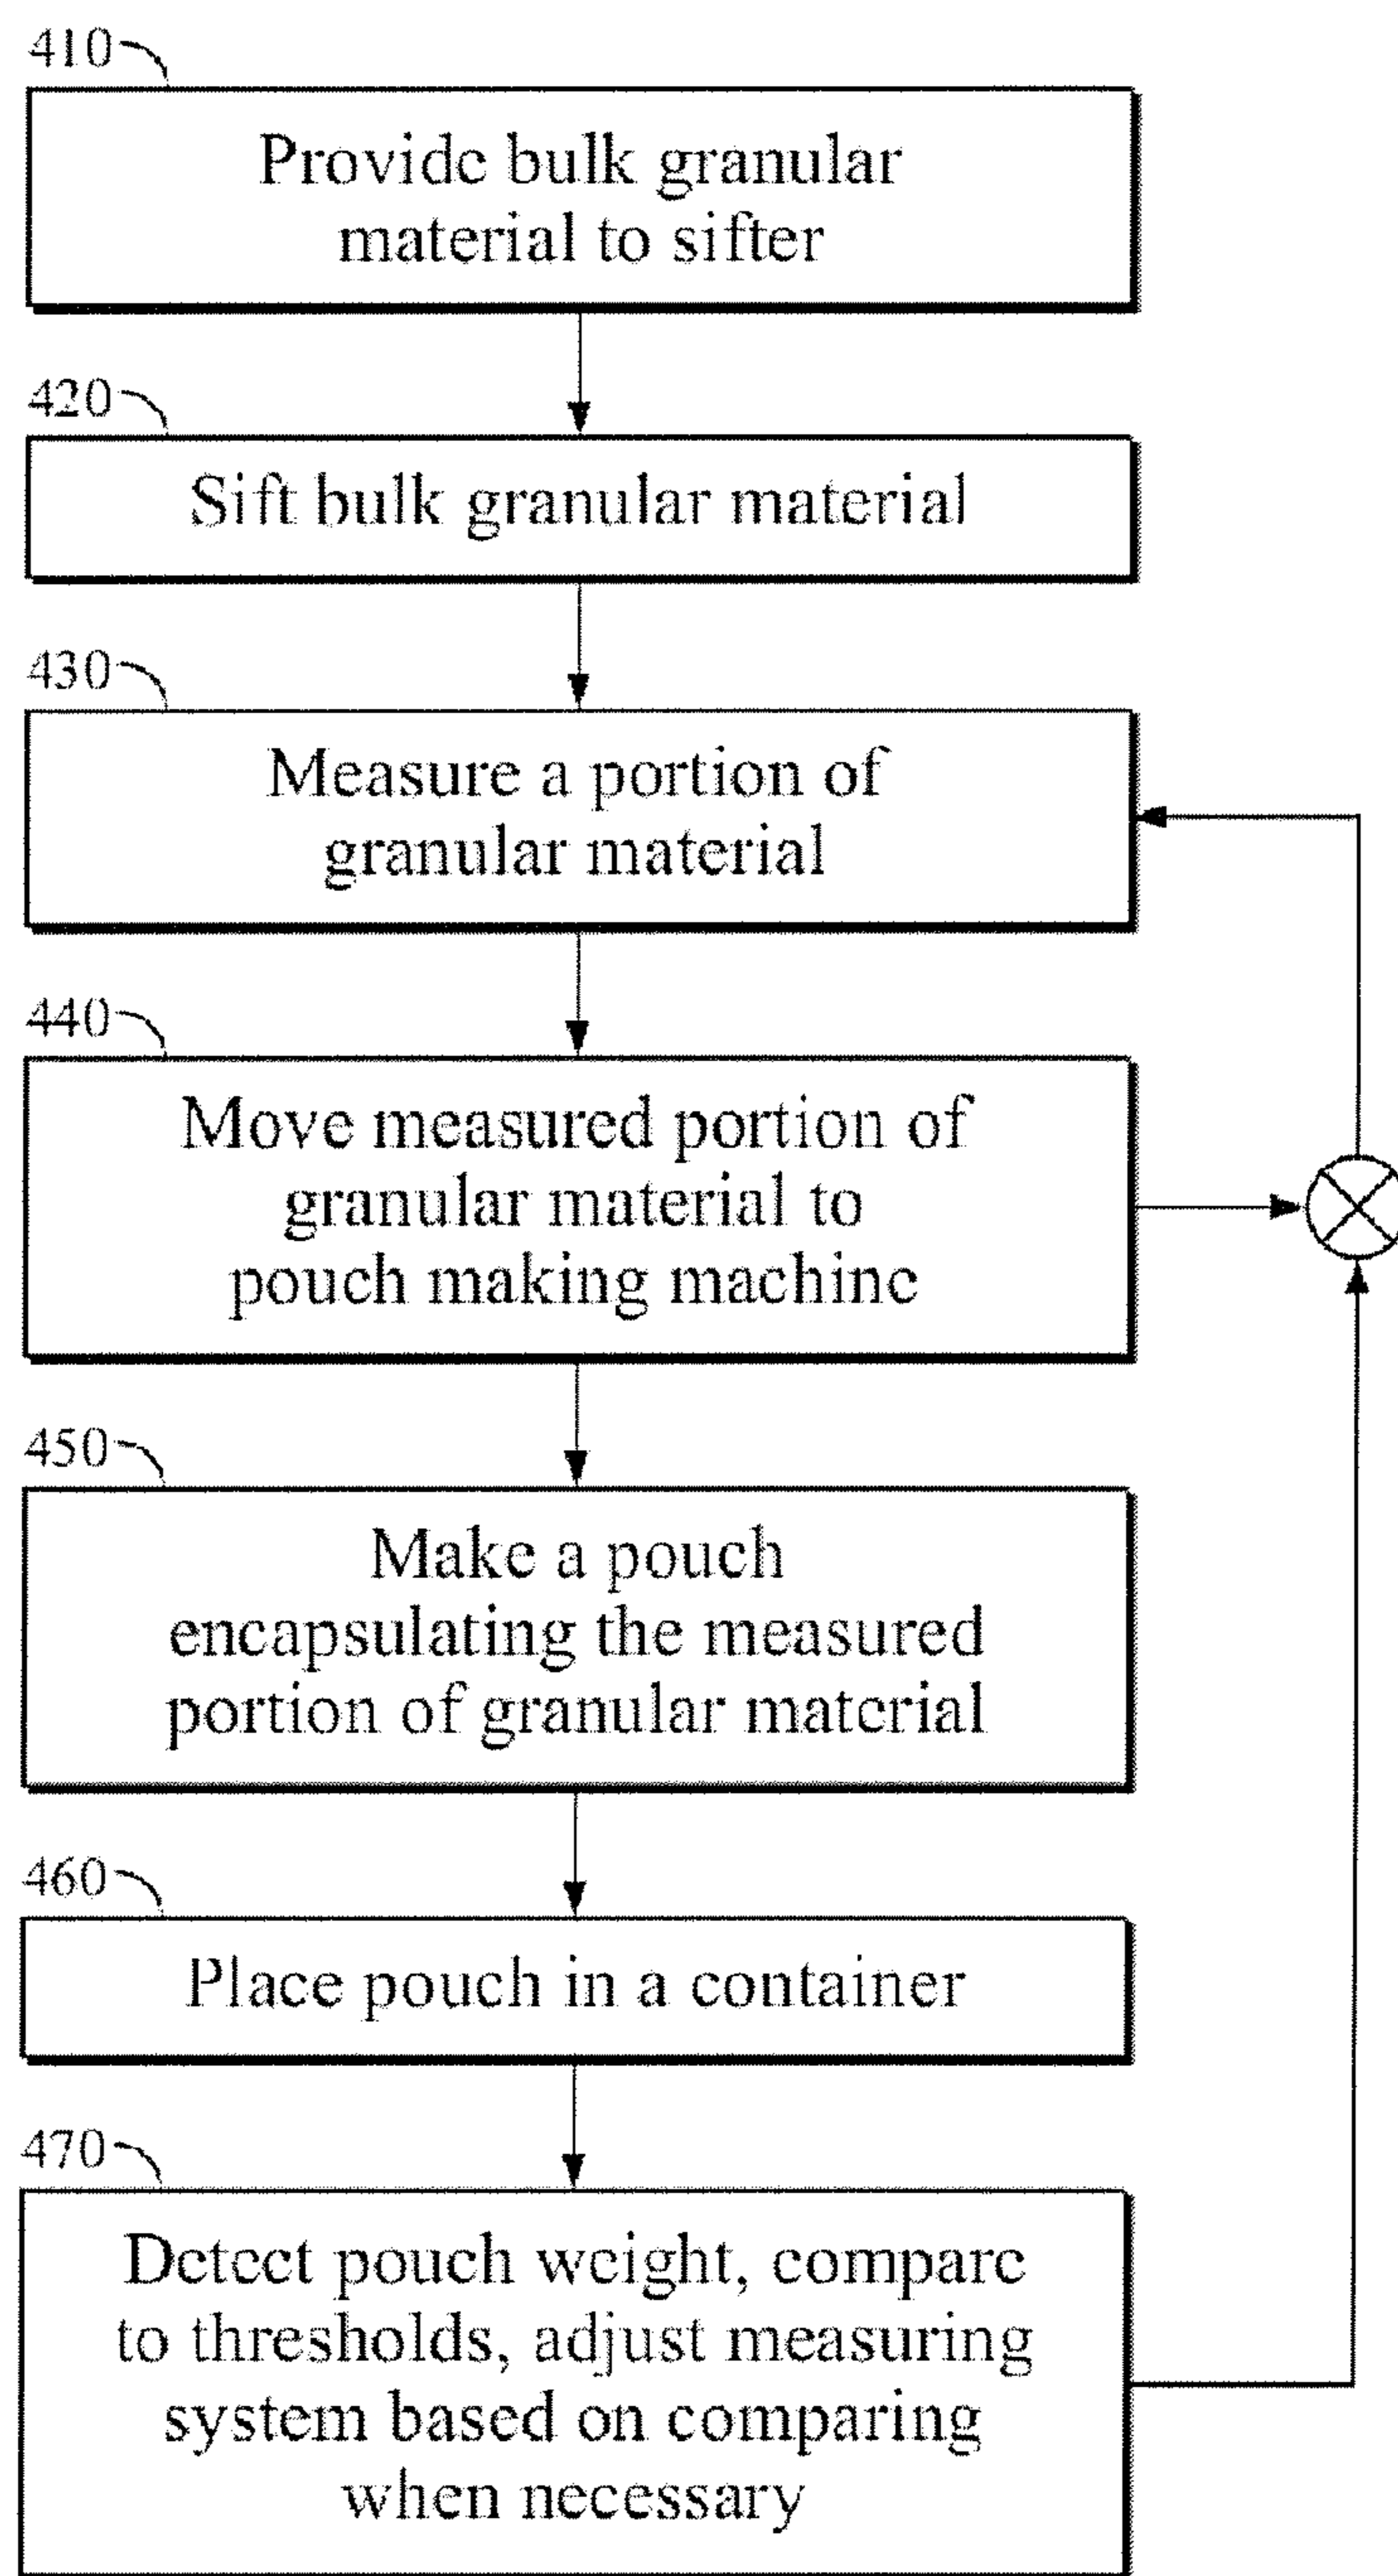 410
Provide bulk granular
material to sifter
420
Sift bulk granular material
430
Measure a portion of
granular material
440
Move measured portion of
granular material to
pouch making machine
450
Make a pouch
encapsulating the measured
portion of granular material
460
Place pouch in a container
470
Detect pouch weight, compare
to thresholds, adjust measuring
system based on comparing
when necessary